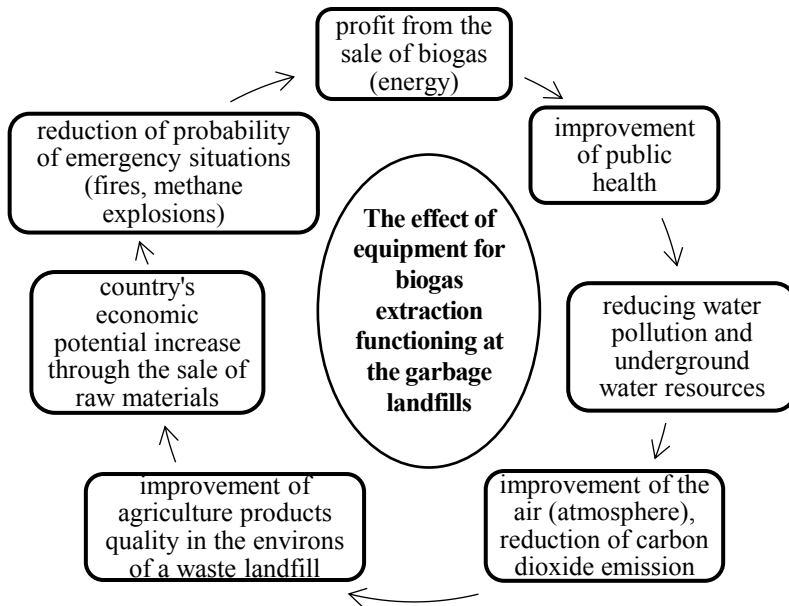 profit from the
sale of biogas
(energy)
improvement
of public
health
reducing water
pollution and
underground
water resources
improvement of the
air (atmosphere),
reduction of carbon
dioxide emission
improvement of
agriculture products
quality in the environs
of a waste landfill
country's
economic
potential increase
through the sale of
raw materials
reduction of probability
of emergency situations
(fires, methane
explosions)
The effect of
equipment for
biogas
extraction
functioning at
the garbage
landfills